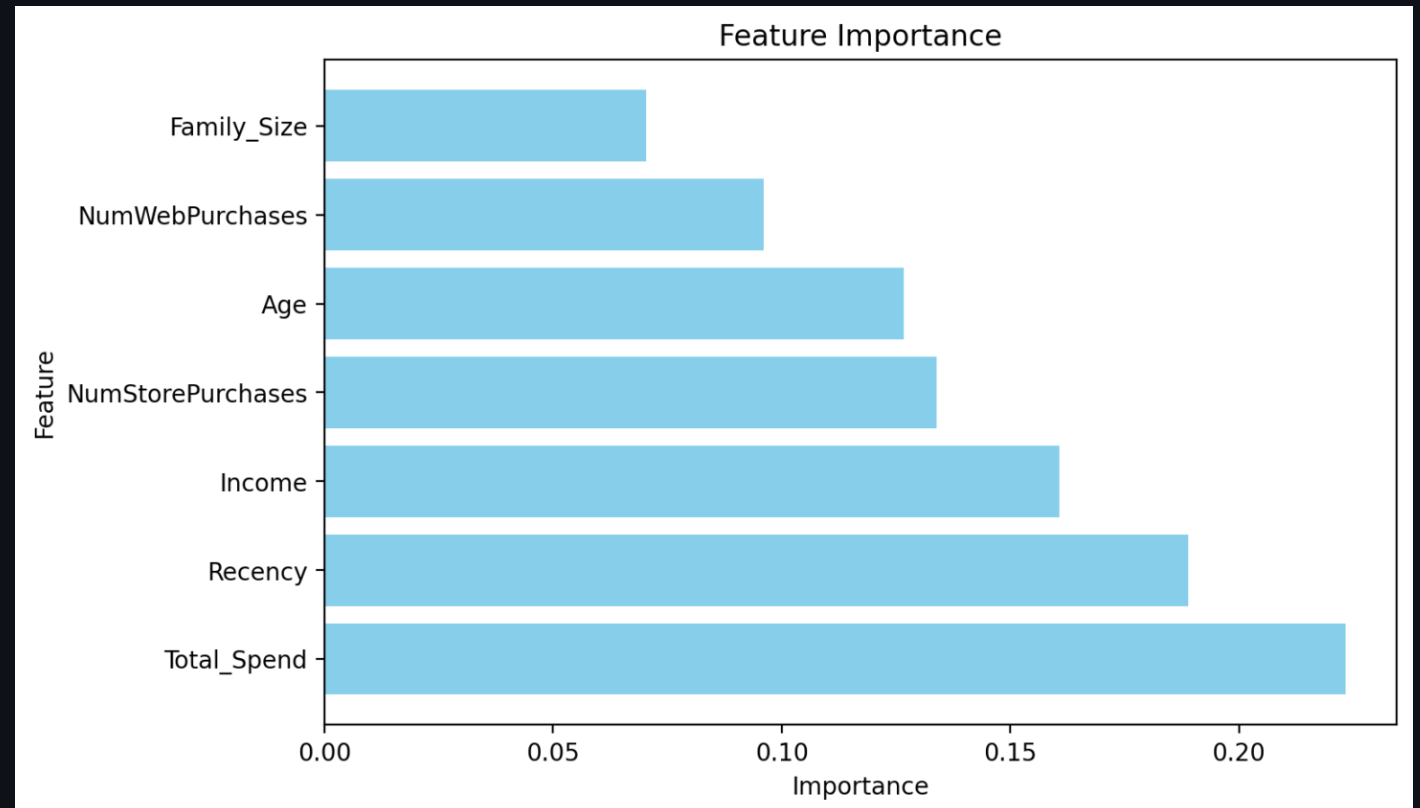 Feature Importance
Family_Size
NumWebPurchases
Age
NumStorePurchases
Income
Recency
Total_Spend
Feature
0.00 0.05 0.10 0.15 0.20
Importance